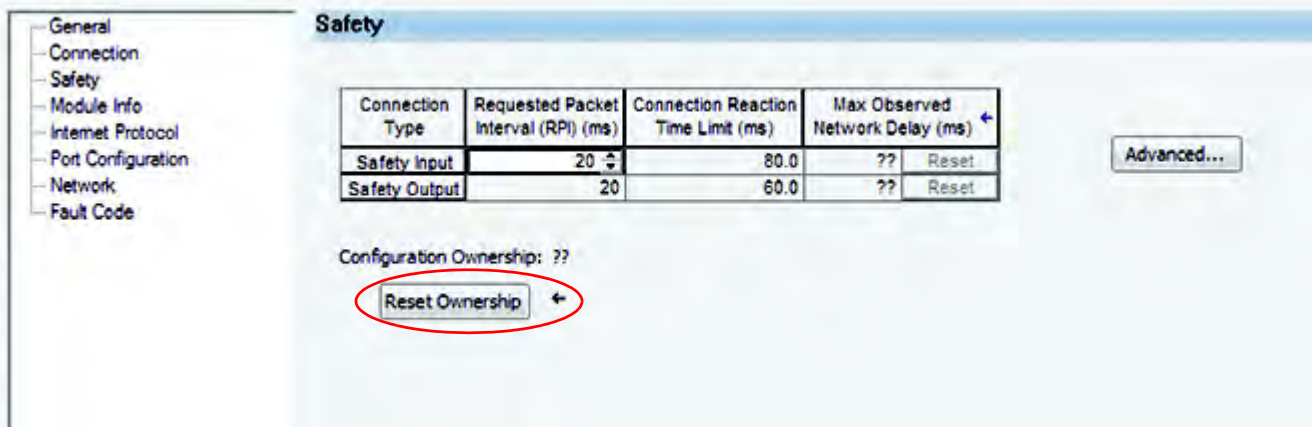 General
Connection
Safety
Module Info
Internet Protocol
Port Configuration
Network
Fault Code
Safety
Connection Type
Requested Packet Interval (RPI) (ms)
Connection Reaction Time Limit (ms)
Max Observed Network Delay (ms)
Safety Input 20 80.0 ?? Reset
Safety Output 20 60.0 ?? Reset
Advanced...
Configuration Ownership: ??
Reset Ownership